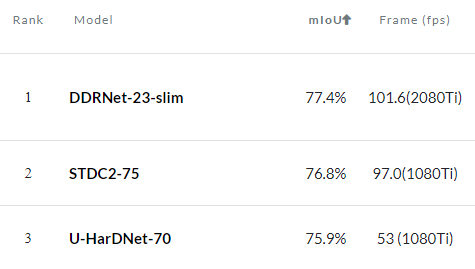 Rank Model mIoU↑ Frame (fps)
1 DDRNet-23-slim 77.4% 101.6(2080Ti)
2 STDC2-75 76.8% 97.0(1080Ti)
3 U-HarDNet-70 75.9% 53 (1080Ti)